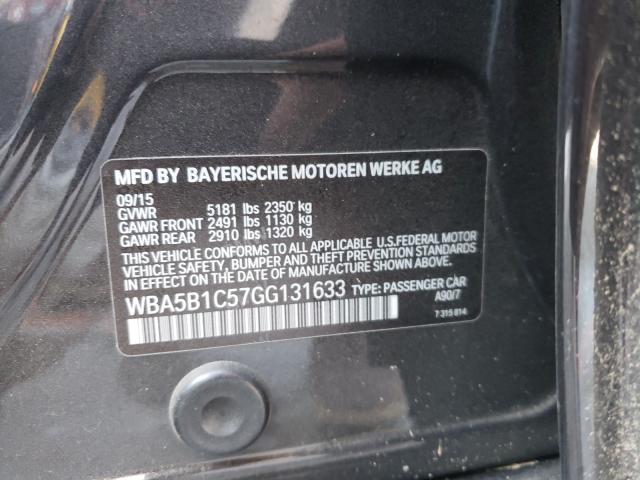 MFD BY BAYERISCHE MOTOREN WERKE AG
09/15
GVWR 5181 lbs 2350 kg
GAWR FRONT 2491 lbs 1130 kg
GAWR REAR 2910 lbs 1320 kg
THIS VEHICLE CONFORMS TO ALL APPLICABLE U.S.FEDERAL MOTOR
VEHICLE SAFETY, BUMPER AND THEFT PREVENTION STANDARDS
IN EFFECT ON THE DATE OF MANUFACTURE SHOWN ABOVE.
WBA5B1C57GG131633 TYPE: PASSENGER CAR
A90/7
7 315 814